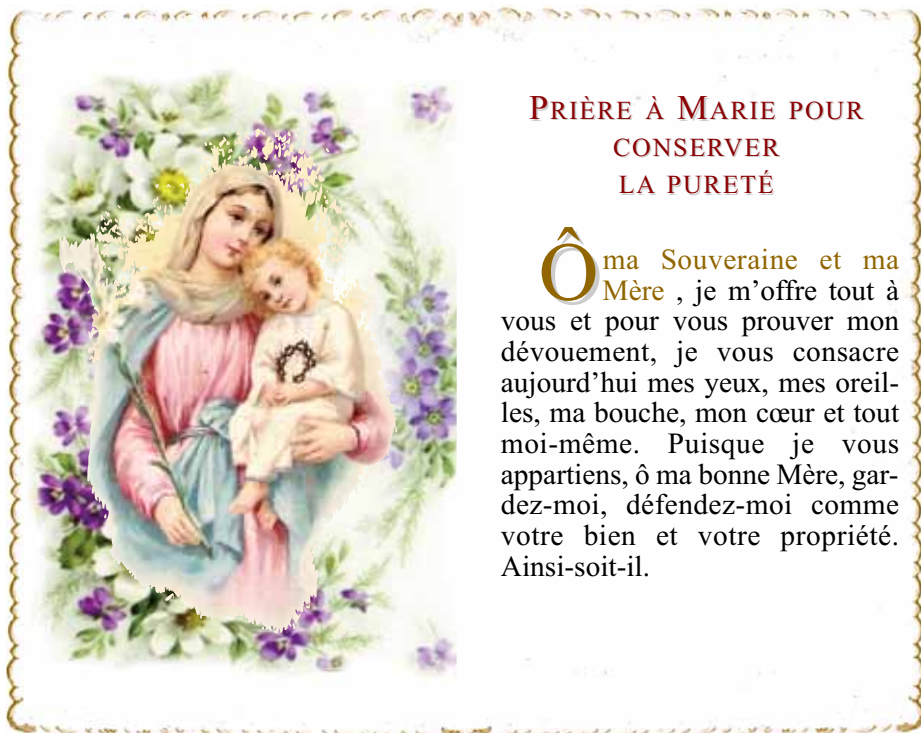 PRIÈRE À MARIE POUR
CONSERVER
LA PURETÉ
Ô ma Souveraine et ma
Mère , je m’offre tout à
vous et pour vous prouver mon
dévouement, je vous consacre
aujourd’hui mes yeux, mes oreil-
les, ma bouche, mon cœur et tout
moi-même. Puisque je vous
appartiens, ô ma bonne Mère, gar-
dez-moi, défendez-moi comme
votre bien et votre propriété.
Ainsi-soit-il.